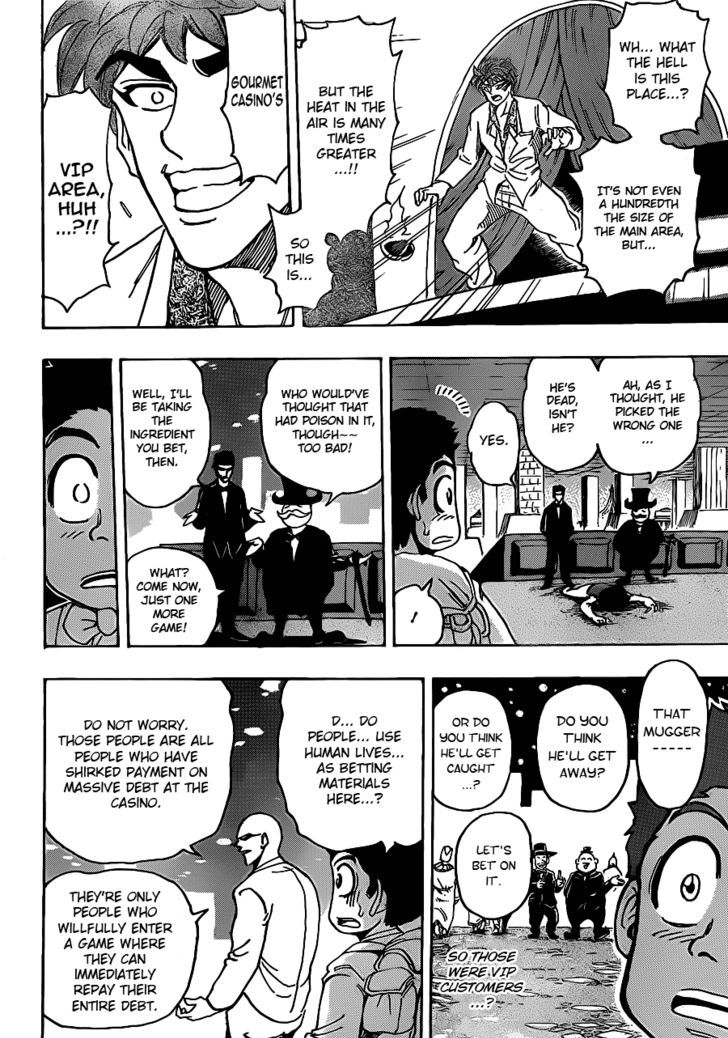 WH... WHAT
THE HELL
IS THIS
PLACE...?
IT'S NOT EVEN
A HUNDREDTH
THE SIZE OF
THE MAIN AREA,
BUT...
BUT THE
HEAT IN THE
AIR IS MANY
TIMES
GREATER
...!!
SO
THIS
IS...
GOURMET
CASINO'S
VIP
AREA,
HUH
...?!!
AH, AS I
THOUGHT, HE
PICKED THE
WRONG ONE
...
HE'S
DEAD,
ISN'T
HE?
YES.
!
WHO WOULD'VE
THOUGHT THAT
HAD POISON IN IT,
THOUGH~~
TOO BAD!
WELL, I'LL
BE TAKING
THE
INGREDIENT
YOU BET,
THEN.
WHAT?
COME NOW,
JUST ONE
MORE
GAME!
THAT
MUGGER
-----
DO YOU
THINK
HE'LL GET
AWAY?
OR DO
YOU THINK
HE'LL GET
CAUGHT
...?
LET'S
BET ON
IT.
SO THOSE
WERE VIP
CUSTOMERS
...?
D... DO
PEOPLE... USE
HUMAN LIVES...
AS BETTING
MATERIALS
HERE...?
DO NOT WORRY.
THOSE PEOPLE ARE ALL
PEOPLE WHO HAVE
SHIRKED PAYMENT ON
MASSIVE DEBT AT THE
CASINO.
THEY'RE ONLY
PEOPLE WHO
WILLFULLY ENTER
A GAME WHERE
THEY CAN
IMMEDIATELY
REPAY THEIR
ENTIRE DEBT.